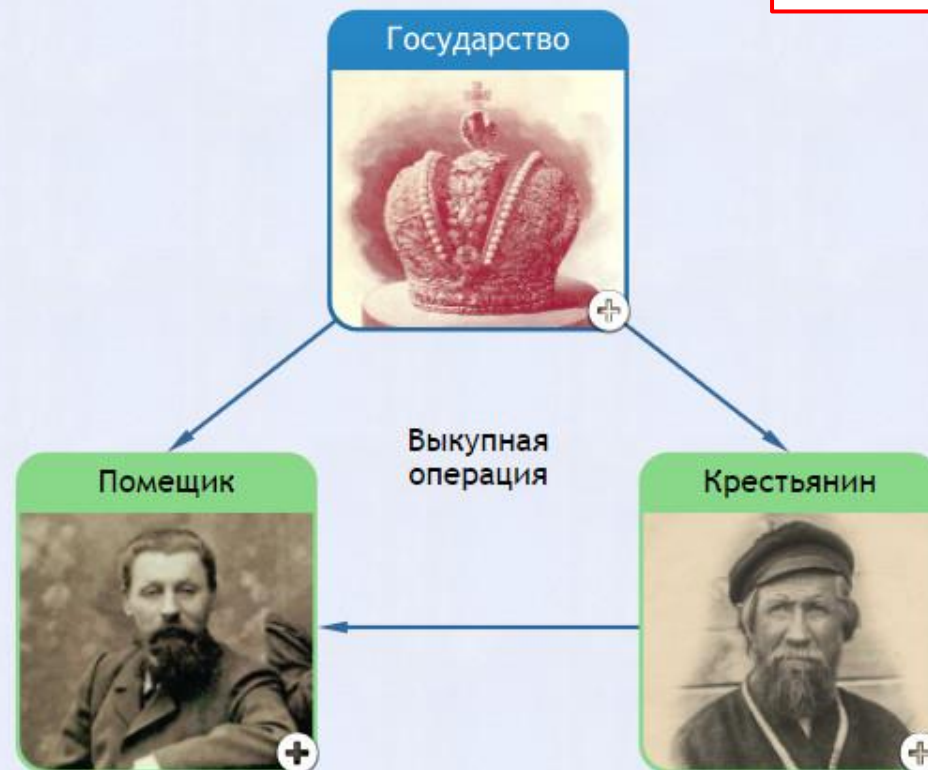 Государство
Выкупная
операция
Помещик
Крестьянин